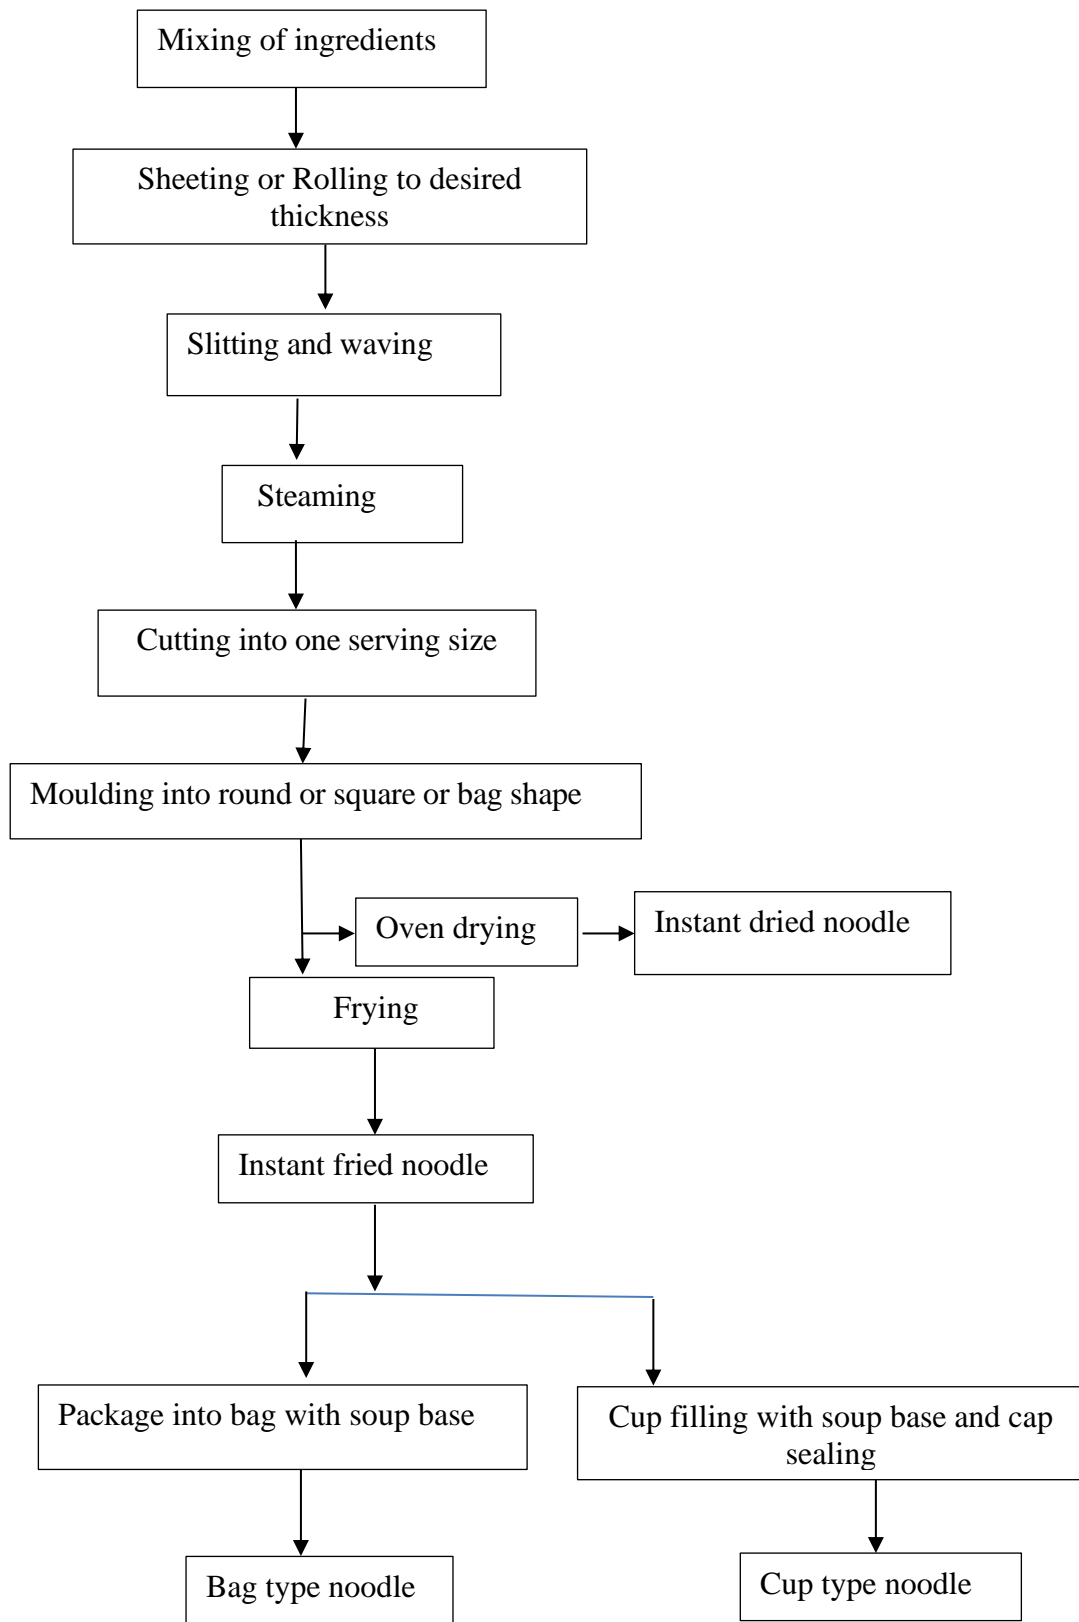 Mixing of ingredients
Sheeting or Rolling to desired
thickness
Slitting and waving
Steaming
Cutting into one serving size
Moulding into round or square or bag shape
Oven drying
Instant dried noodle
Frying
Instant fried noodle
Package into bag with soup base
Cup filling with soup base and cap
sealing
Bag type noodle
Cup type noodle